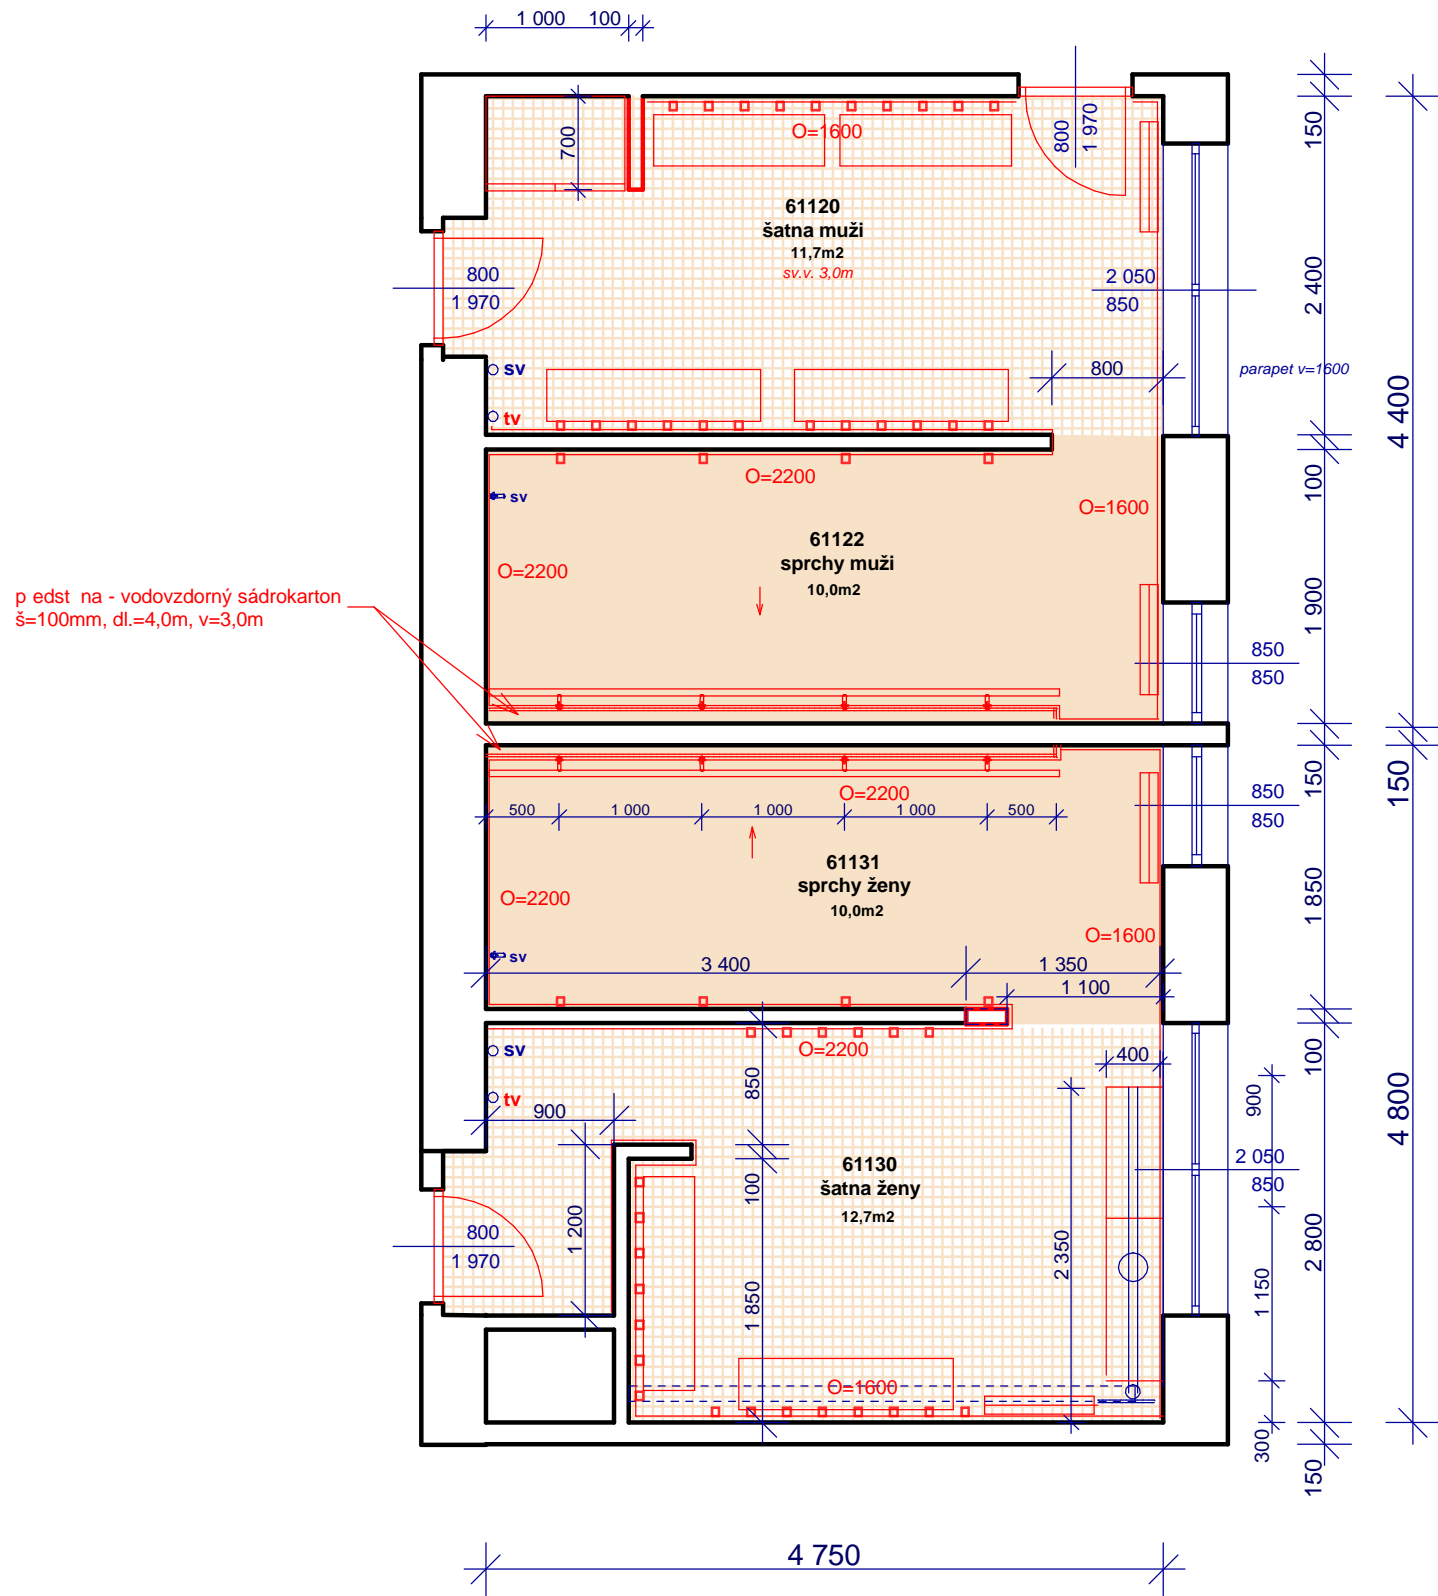 1 000 100
150
O=1600
800
1 970
700
61120
šatna muži
11,7m2
sv.v. 3,0m
800
1 970
2 050
850
2 400
sv
800
parapet v=1600
4 400
tv
O=2200
100
sv
O=1600
61122
sprchy muži
10,0m2
O=2200
p edst na - vodovzdorný sádrokarton
š=100mm, dl.=4,0m, v=3,0m
1 900
850
850
150
150
850
850
O=2200
500 1 000 1 000 1 000 500
61131
sprchy ženy
10,0m2
O=2200
1 850
O=1600
sv
3 400
1 350
1 100
sv
O=2200
400
100
850
900
tv
900
4 800
61130
šatna ženy
12,7m2
2 050
850
100
1 200
800
1 970
2 350
2 800
1 850
1 150
O=1600
300
150
4 750